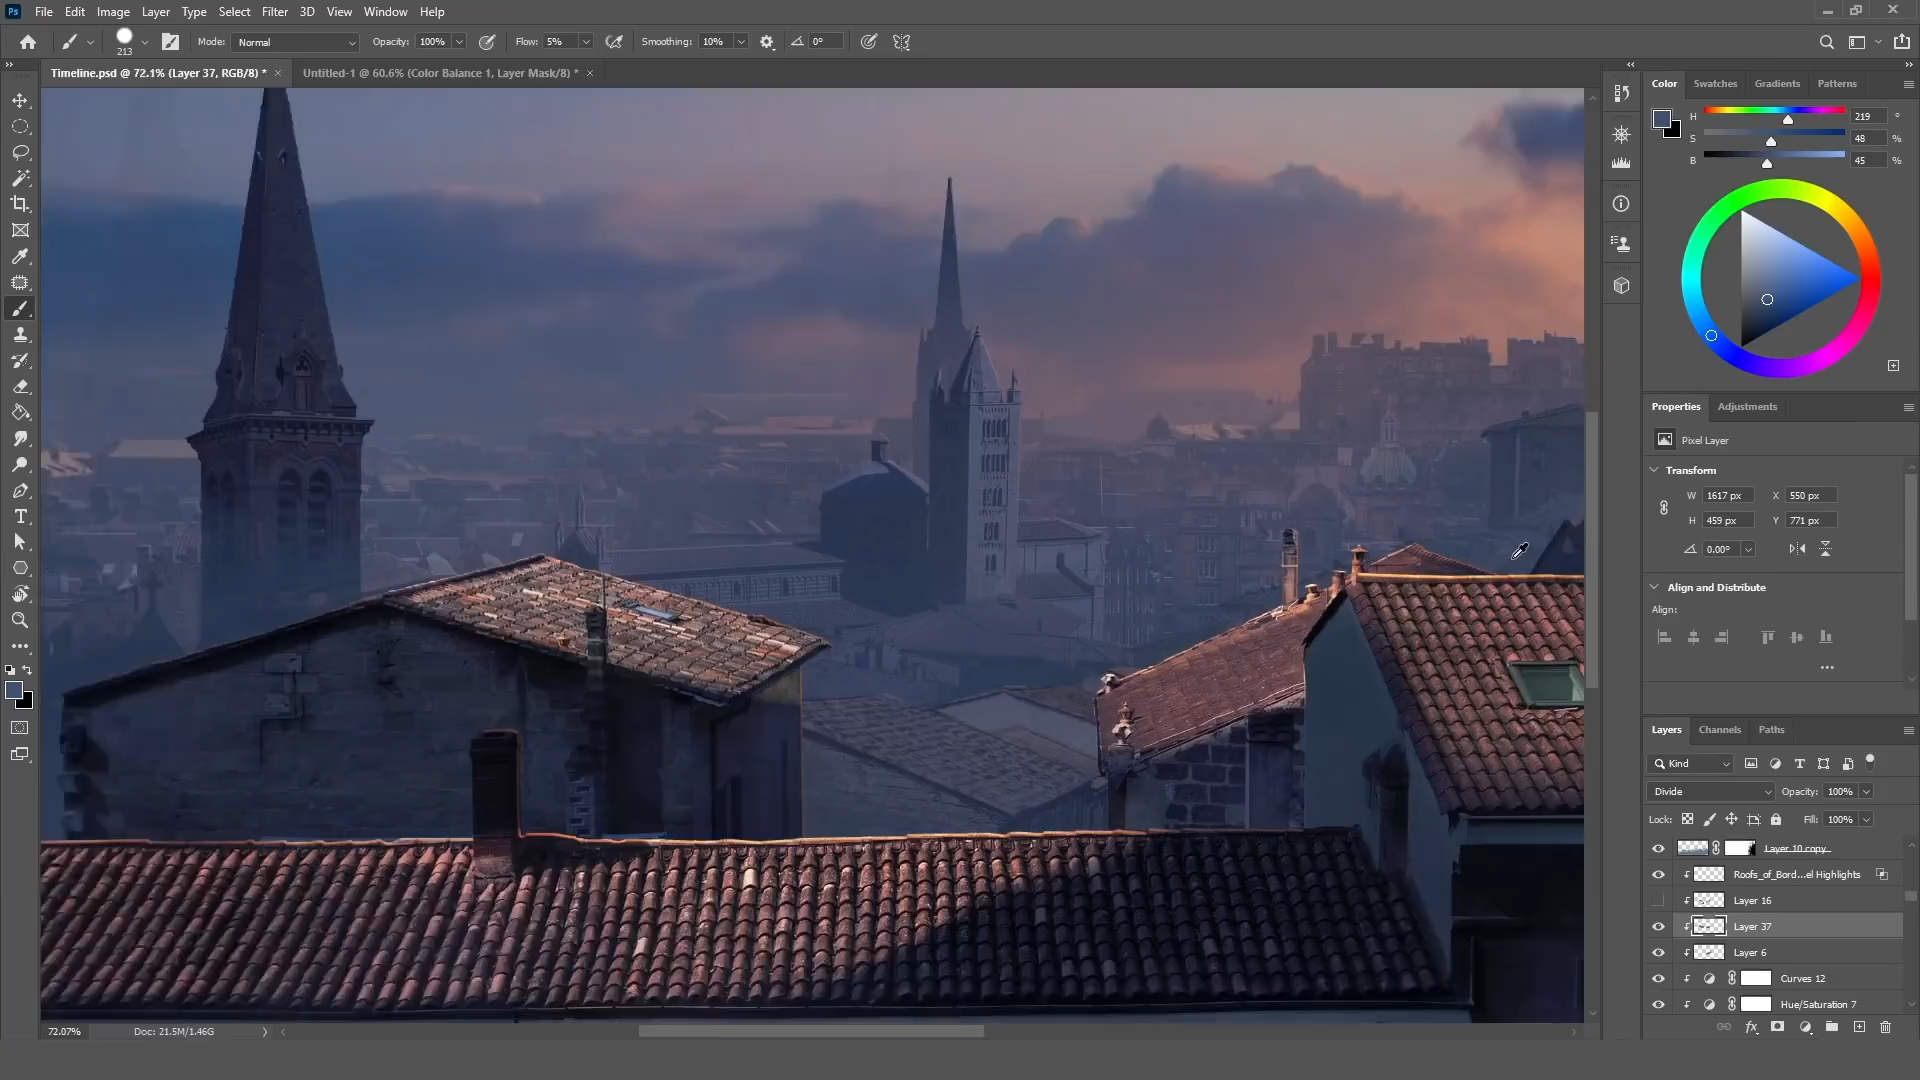 Ps File Edit Image Layer Type Select Filter 3D View Window Help
213 Mode: Normal Opacity: 100% Flow: 5% Smoothing: 10% 0°
Timeline.psd @ 72.1% (Layer 37, RGB/8) * × Untitled-1 @ 60.6% (Color Balance 1, Layer Mask/8) * ×
Color Swatches Gradients Patterns
H 219 °
S 48 %
B 45 %
Properties Adjustments
Pixel Layer
Transform
W 1617 px X 550 px
H 459 px Y 771 px
0.00°
Align and Distribute
Align:
Layers Channels Paths
Kind
Divide Opacity: 100%
Lock: Fill: 100%
Layer 10 copy
Roofs_of_Bord...el Highlights
Layer 16
Layer 37
Layer 6
Curves 12
Hue/Saturation 7
72.07% Doc: 21.5M/1.46G